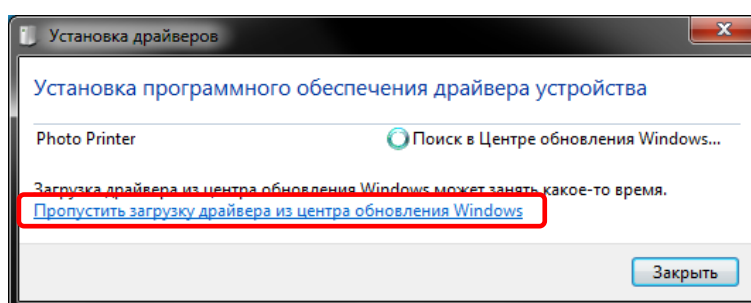 Установка драйверов
Установка программного обеспечения драйвера устройства
Photo Printer Поиск в Центре обновления Windows...
Загрузка драйвера из центра обновления Windows может занять какое-то время.
Пропустить загрузку драйвера из центра обновления Windows
Закрыть